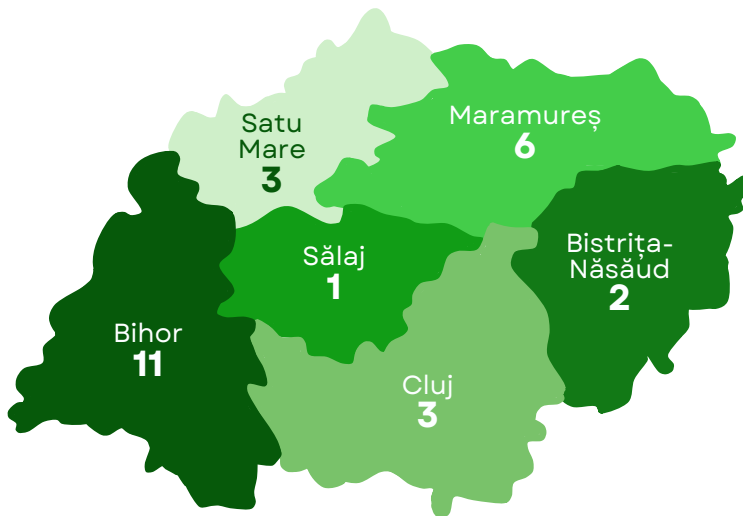 Satu
Mare
3
Maramureș
6
Bistrița-
Năsăud
2
Sălaj
1
Bihor
11
Cluj
3